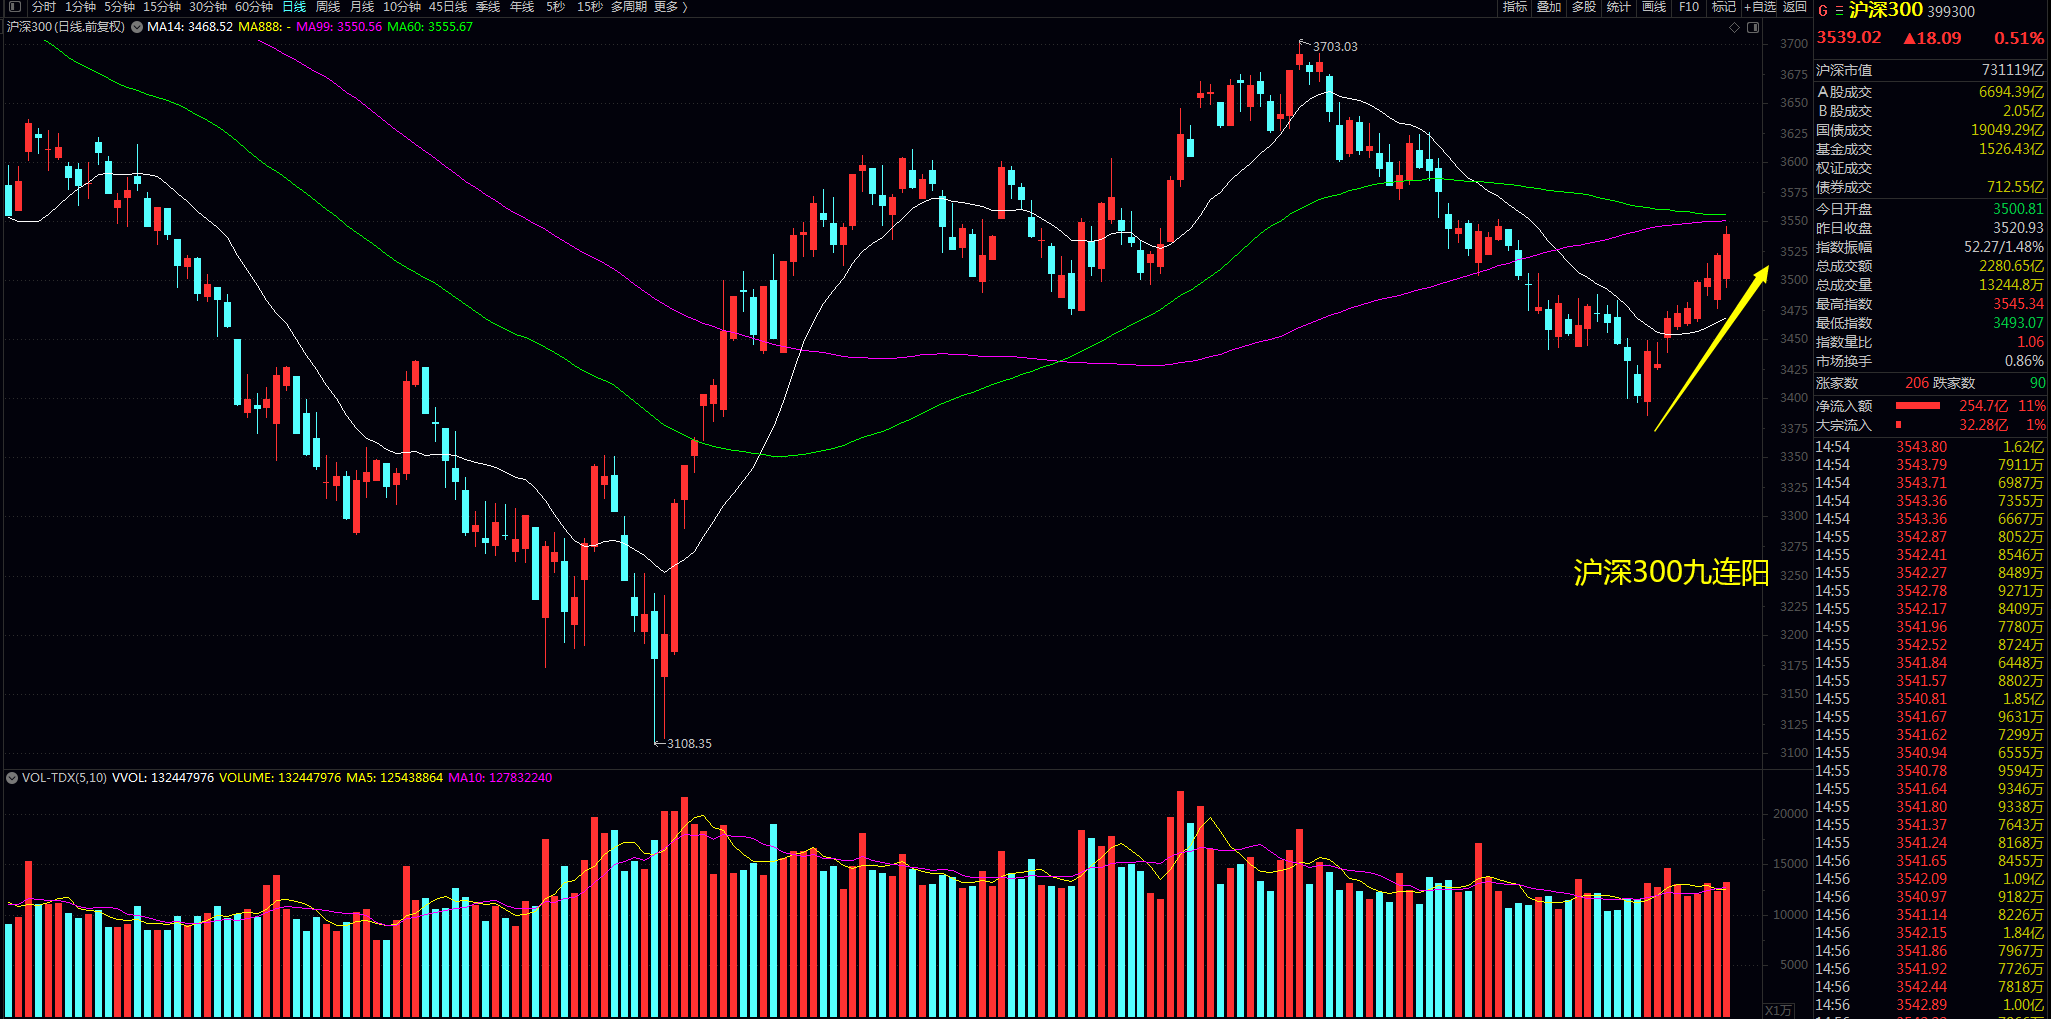 分时 1分钟 5分钟 15分钟 30分钟 60分钟 日线 周线 月线 10分钟 45日线 季线 年线 5秒 15秒 多周期 更多 〉 指标 叠加 多股 统计 画线 F10 标记 +自选 返回
沪深300(日线.前复权) MA14: 3468.52 MA888: - MA99: 3550.56 MA60: 3555.67
3703.03
3108.35
沪深300九连阳
3700
3675
3650
3625
3600
3575
3550
3525
3500
3475
3450
3425
3400
3375
3350
3325
3300
3275
3250
3225
3200
3175
3150
3125
3100
VOL-TDX(5,10) VVOL: 132447976 VOLUME: 132447976 MA5: 125438864 MA10: 127832240
20000
15000
10000
5000
X1万
G 沪深300 399300
3539.02 ▲18.09 0.51%
沪深市值 731119亿
A股成交 6694.39亿
B股成交 2.05亿
国债成交 19049.29亿
基金成交 1526.43亿
权证成交
债券成交 712.55亿
今日开盘 3500.81
昨日收盘 3520.93
指数振幅 52.27/1.48%
总成交额 2280.65亿
总成交量 13244.8万
最高指数 3545.34
最低指数 3493.07
指数量比 1.06
市场换手 0.86%
涨家数 206 跌家数 90
净流入额 254.7亿 11%
大宗流入 32.28亿 1%
14:54 3543.80 1.62亿
14:54 3543.79 7911万
14:54 3543.71 6987万
14:54 3543.36 7355万
14:54 3543.36 6667万
14:55 3542.87 8052万
14:55 3542.41 8546万
14:55 3542.27 8489万
14:55 3542.78 9271万
14:55 3542.17 8409万
14:55 3541.96 7780万
14:55 3542.52 8724万
14:55 3541.84 6448万
14:55 3541.57 8802万
14:55 3540.81 1.85亿
14:55 3541.67 9631万
14:55 3541.62 7299万
14:55 3540.94 6555万
14:55 3540.78 9594万
14:55 3541.64 9346万
14:55 3541.80 9338万
14:55 3541.37 7643万
14:55 3541.24 8168万
14:56 3541.65 8455万
14:56 3542.09 1.09亿
14:56 3540.97 9182万
14:56 3541.14 8226万
14:56 3542.15 1.84亿
14:56 3541.86 7967万
14:56 3541.92 7726万
14:56 3542.44 7818万
14:56 3542.89 1.00亿